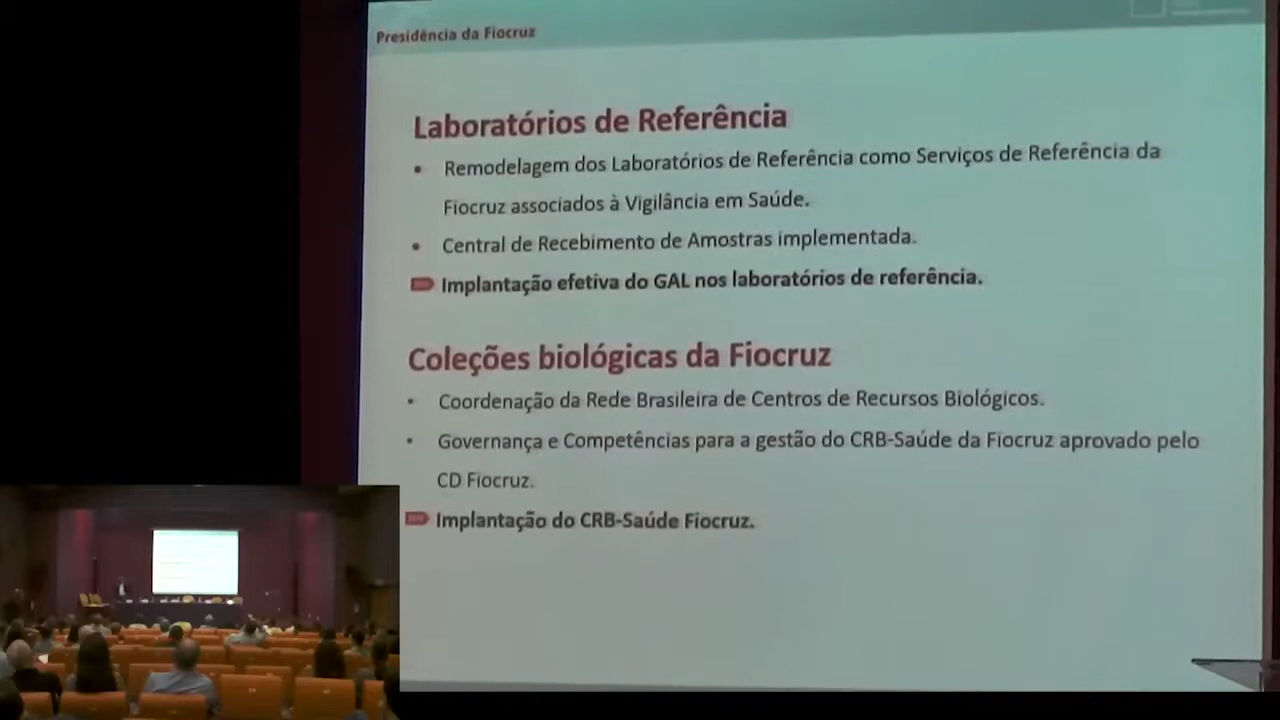 Presidência da Fiocruz
Laboratórios de Referência
• Remodelagem dos Laboratórios de Referência como Serviços de Referência da
Fiocruz associados à Vigilância em Saúde.
• Central de Recebimento de Amostras implementada.
Implantação efetiva do GAL nos laboratórios de referência.
Coleções biológicas da Fiocruz
• Coordenação da Rede Brasileira de Centros de Recursos Biológicos.
• Governança e Competências para a gestão do CRB-Saúde da Fiocruz aprovado pelo
CD Fiocruz.
Implantação do CRB-Saúde Fiocruz.